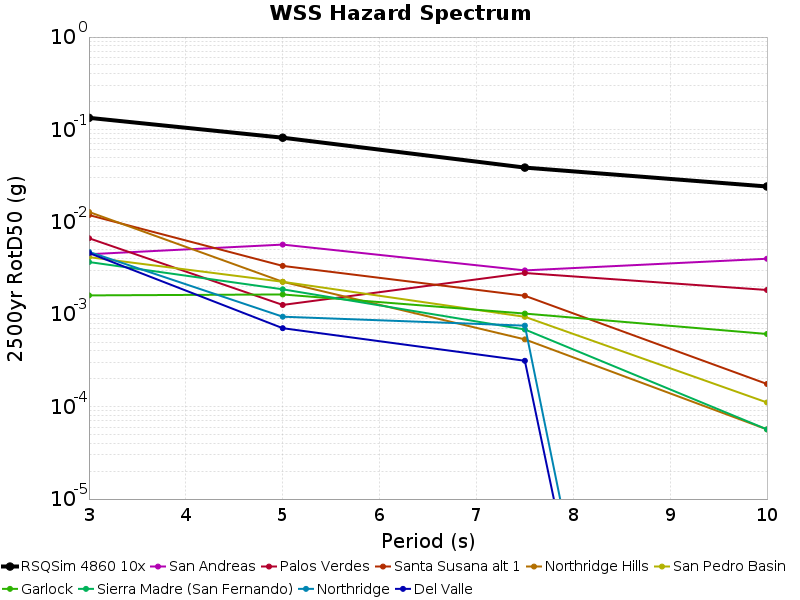 WSS Hazard Spectrum
2500yr RotD50 (g)
10^0
10^-1
10^-2
10^-3
10^-4
10^-5
3 4 5 6 7 8 9 10
Period (s)
RSQSim 4860 10x San Andreas Palos Verdes Santa Susana alt 1 Northridge Hills San Pedro Basin
Garlock Sierra Madre (San Fernando) Northridge Del Valle